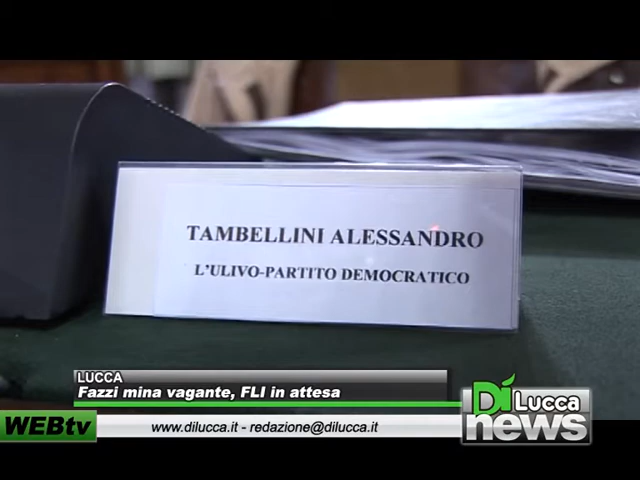 TAMBELLINI ALESSANDRO
L'ULIVO-PARTITO DEMOCRATICO
LUCCA
Fazzi mina vagante, FLI in attesa
Dì Lucca
news
WEBtv
www.dilucca.it - redazione@dilucca.it